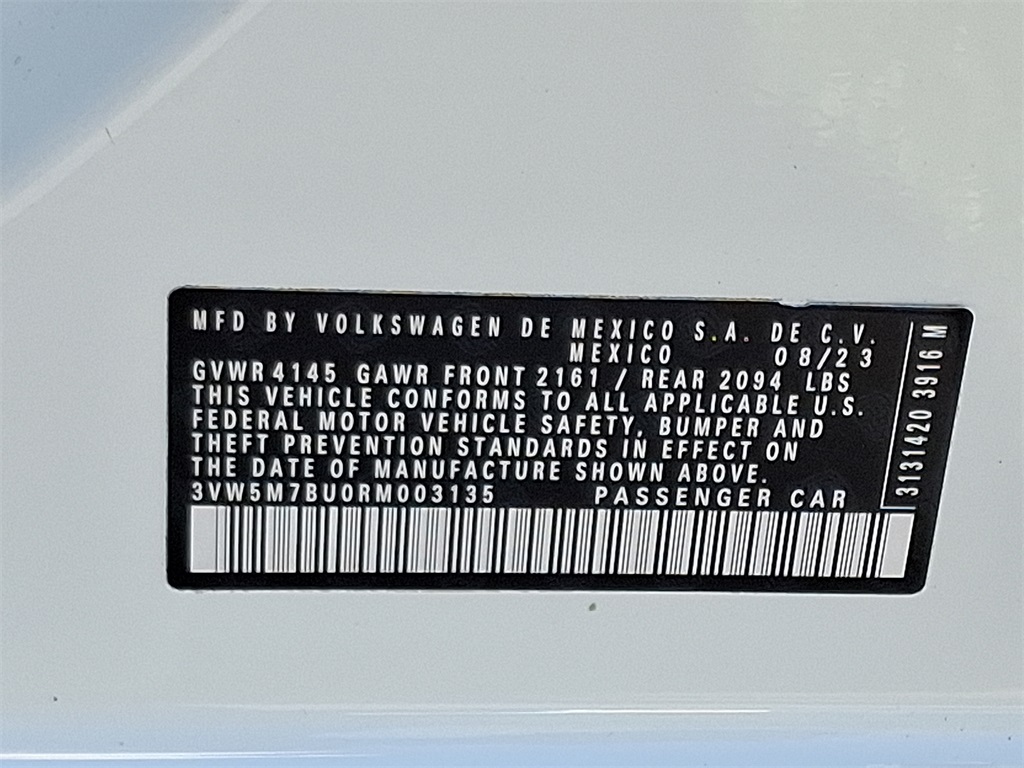 MFD BY VOLKSWAGEN DE MEXICO S.A. DE C.V.
MEXICO 08/23
GVWR 4145 GAWR FRONT 2161 / REAR 2094 LBS
THIS VEHICLE CONFORMS TO ALL APPLICABLE U.S.
FEDERAL MOTOR VEHICLE SAFETY, BUMPER AND
THEFT PREVENTION STANDARDS IN EFFECT ON
THE DATE OF MANUFACTURE SHOWN ABOVE.
3VW5M7BU0RM003135 PASSENGER CAR
3131420 3916 M